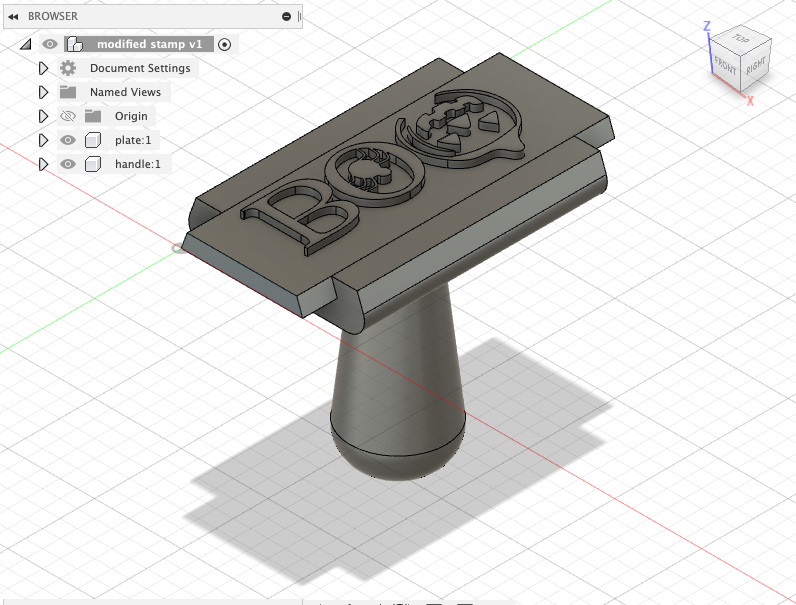 BROWSER
modified stamp v1
Document Settings
Named Views
Origin
plate:1
handle:1
BOO
Z
TOP
FRONT
RIGHT
X